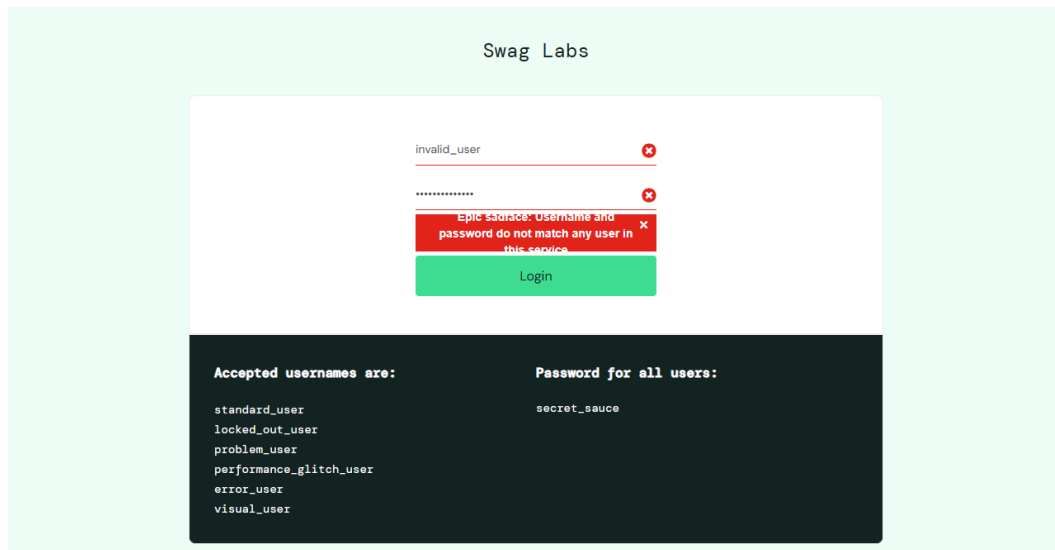 Swag Labs
invalid_user
••••••••••••••
Epic sadface: Username and
password do not match any user in
this service
Login
Accepted usernames are:
standard_user
locked_out_user
problem_user
performance_glitch_user
error_user
visual_user
Password for all users:
secret_sauce